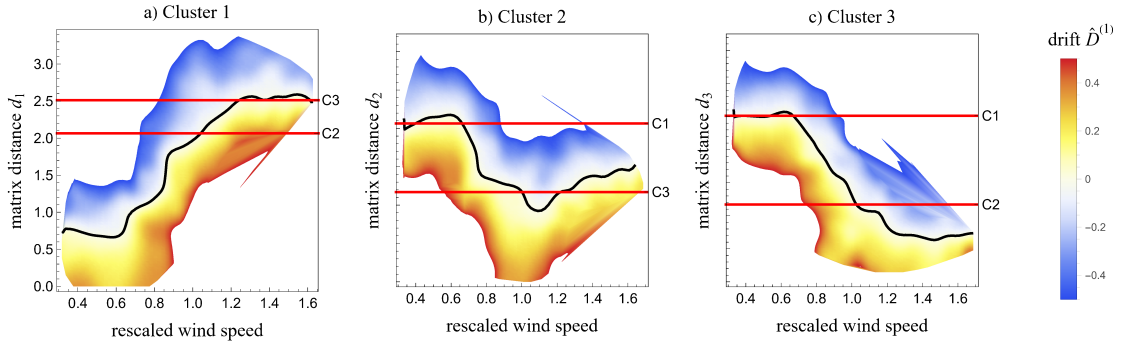 a) Cluster 1
b) Cluster 2
c) Cluster 3
drift D̂⁽¹⁾
matrix distance d₁
3.0
2.5
2.0
1.5
1.0
0.5
0.0
C3
C2
0.4 0.6 0.8 1.0 1.2 1.4 1.6
rescaled wind speed
matrix distance d₂
C1
C3
0.4 0.6 0.8 1.0 1.2 1.4 1.6
rescaled wind speed
matrix distance d₃
C1
C2
0.4 0.6 0.8 1.0 1.2 1.4 1.6
rescaled wind speed
0.4
0.2
0
−0.2
−0.4